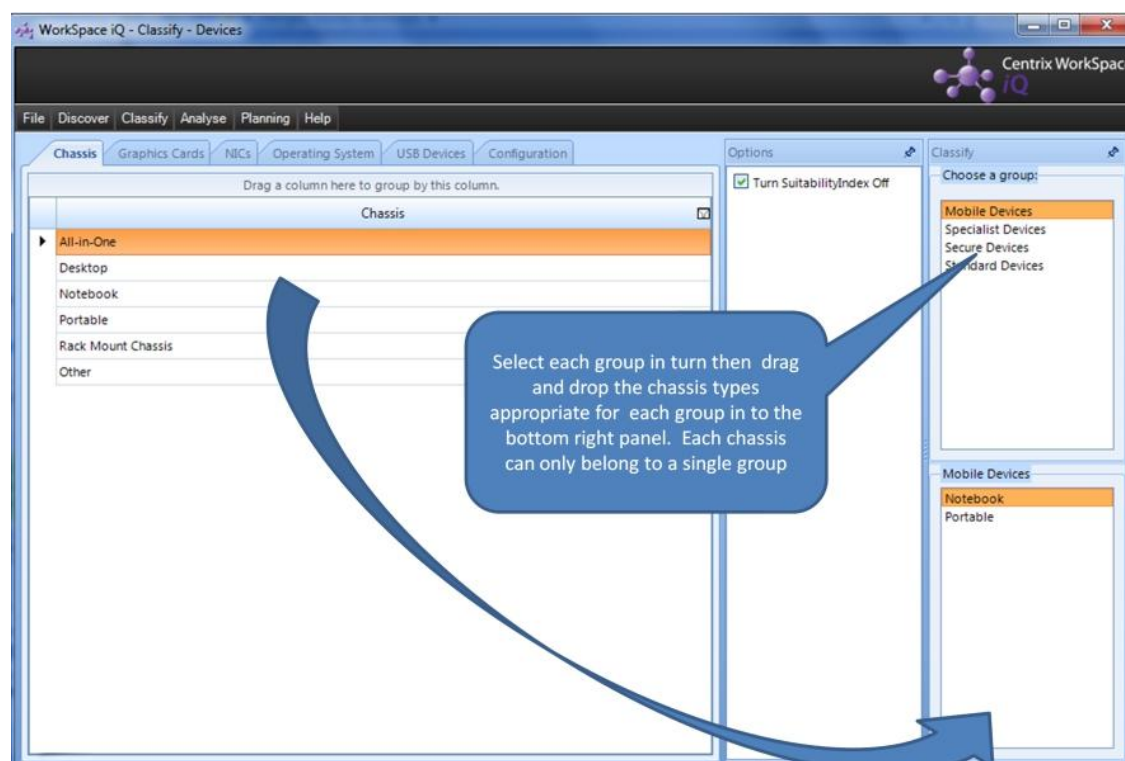 WorkSpace iQ - Classify - Devices
Centrix WorkSpac
iQ
File Discover Classify Analyse Planning Help
Chassis Graphics Cards NICs Operating System USB Devices Configuration
Drag a column here to group by this column.
Chassis
All-in-One
Desktop
Notebook
Portable
Rack Mount Chassis
Other
Options
Turn SuitabilityIndex Off
Classify
Choose a group:
Mobile Devices
Specialist Devices
Secure Devices
Standard Devices
Select each group in turn then drag
and drop the chassis types
appropriate for each group in to the
bottom right panel. Each chassis
can only belong to a single group
Mobile Devices
Notebook
Portable